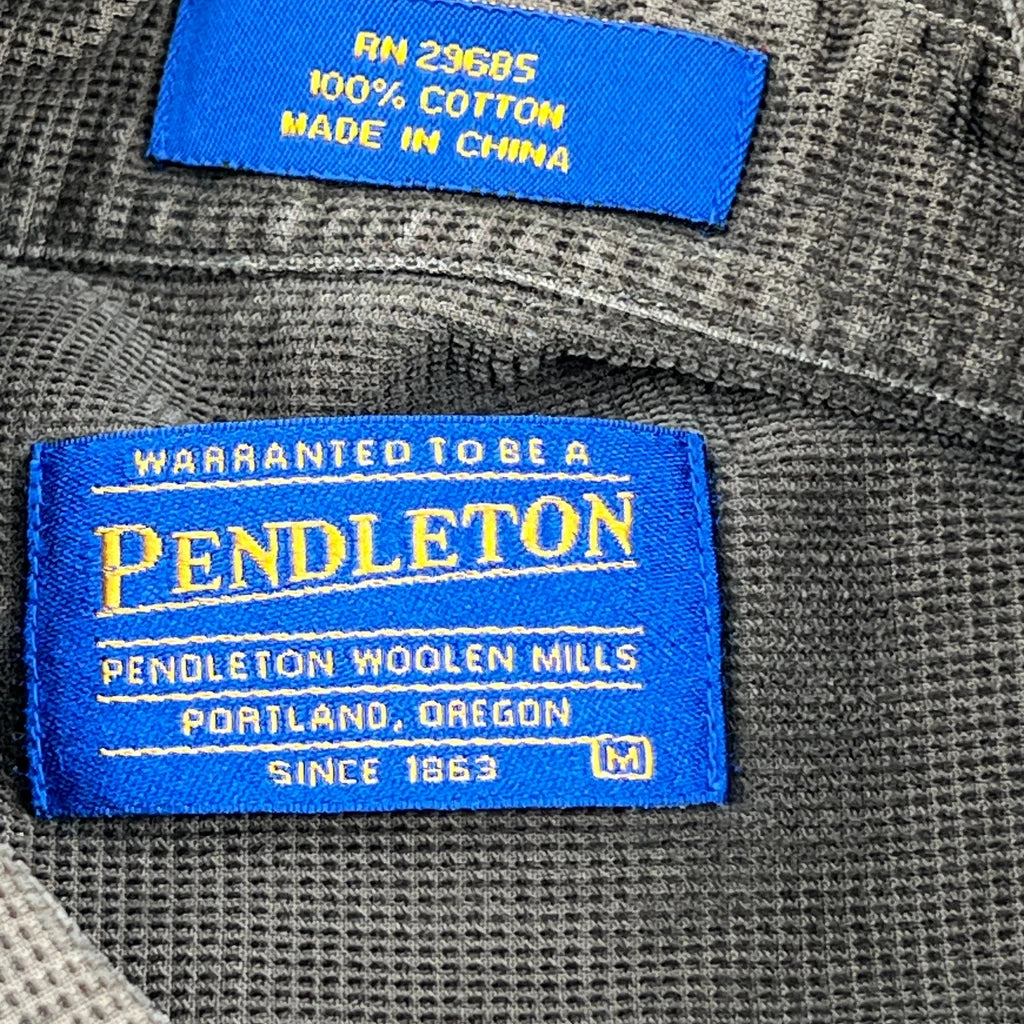 RN 29685
100% COTTON
MADE IN CHINA
WARRANTED TO BE A
PENDLETON
PENDLETON WOOLEN MILLS
PORTLAND, OREGON
SINCE 1863
M